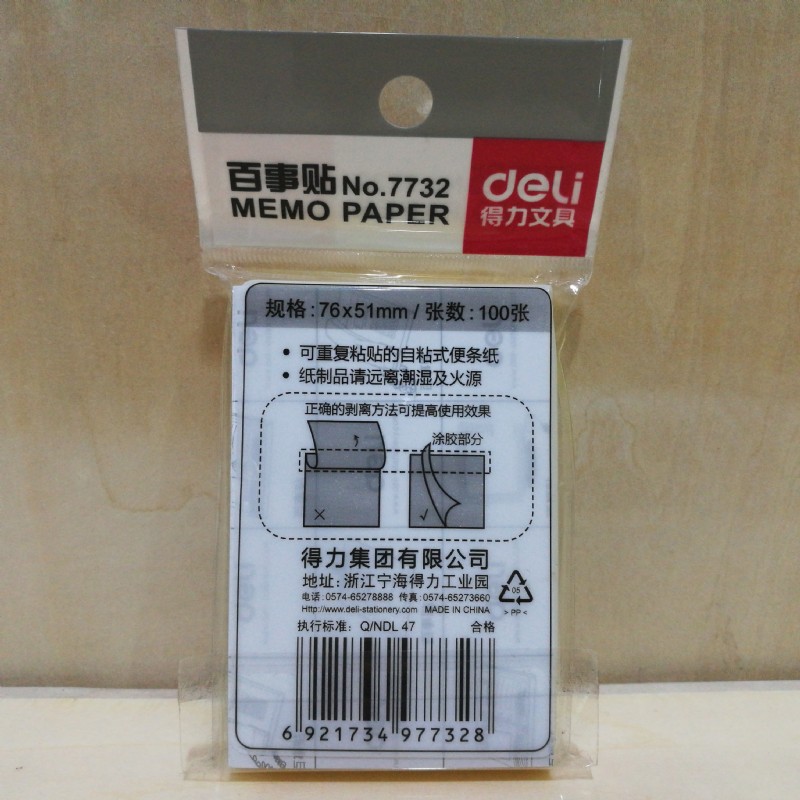 百事贴 No.7732
MEMO PAPER
deli
得力文具
规格:76x51mm / 张数:100张
• 可重复粘贴的自粘式便条纸
• 纸制品请远离潮湿及火源
正确的剥离方法可提高使用效果
涂胶部分
得力集团有限公司
地址:浙江宁海得力工业园
电话:0574-65278888 传真:0574-65273660
Http://www.deli-stationery.com MADE IN CHINA
05
>PP<
执行标准: Q/NDL 47 合格
6 921734 977328